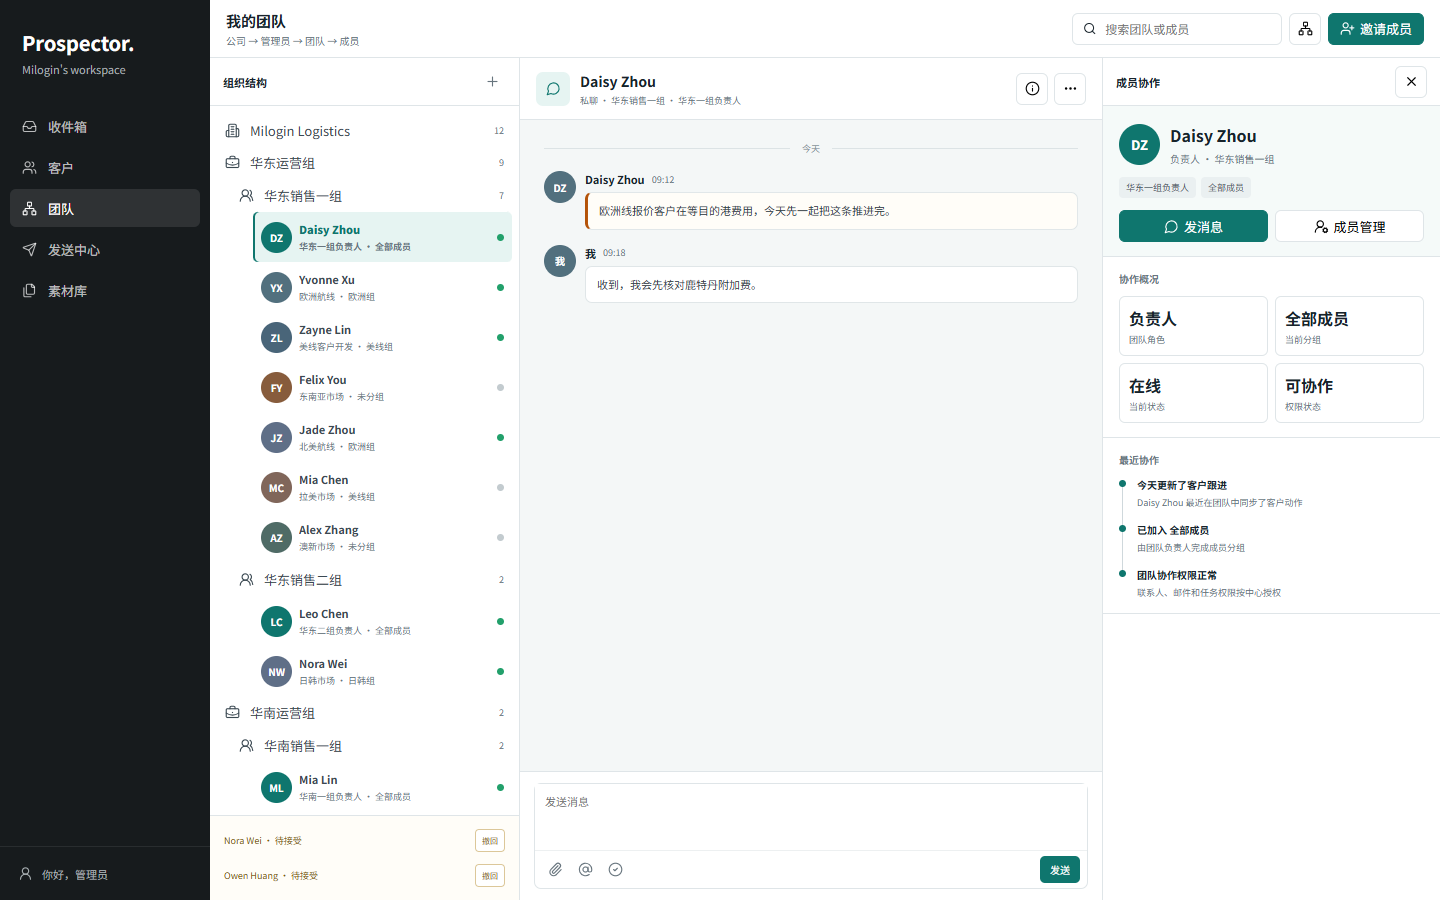 Prospector.
Milogin's workspace
收件箱
客户
团队
发送中心
素材库
你好，管理员
我的团队
公司 → 管理员 → 团队 → 成员
搜索团队或成员
邀请成员
组织结构
Milogin Logistics 12
华东运营组 9
华东销售一组 7
DZ Daisy Zhou
华东一组负责人 · 全部成员
YX Yvonne Xu
欧洲航线 · 欧洲组
ZL Zayne Lin
美线客户开发 · 美线组
FY Felix You
东南亚市场 · 未分组
JZ Jade Zhou
北美航线 · 欧洲组
MC Mia Chen
拉美市场 · 美线组
AZ Alex Zhang
澳新市场 · 未分组
华东销售二组 2
LC Leo Chen
华东二组负责人 · 全部成员
NW Nora Wei
日韩市场 · 日韩组
华南运营组 2
华南销售一组 2
ML Mia Lin
华南一组负责人 · 全部成员
Nora Wei · 待接受 撤回
Owen Huang · 待接受 撤回
Daisy Zhou
私聊 · 华东销售一组 · 华东一组负责人
今天
DZ Daisy Zhou 09:12
欧洲线报价客户在等目的港费用，今天先一起把这条推进完。
我 我 09:18
收到，我会先核对鹿特丹附加费。
发送消息
发送
成员协作
DZ Daisy Zhou
负责人 · 华东销售一组
华东一组负责人 全部成员
发消息 成员管理
协作概况
负责人 全部成员
团队角色 当前分组
在线 可协作
当前状态 权限状态
最近协作
今天更新了客户跟进
Daisy Zhou 最近在团队中同步了客户动作
已加入 全部成员
由团队负责人完成成员分组
团队协作权限正常
联系人、邮件和任务权限按中心授权